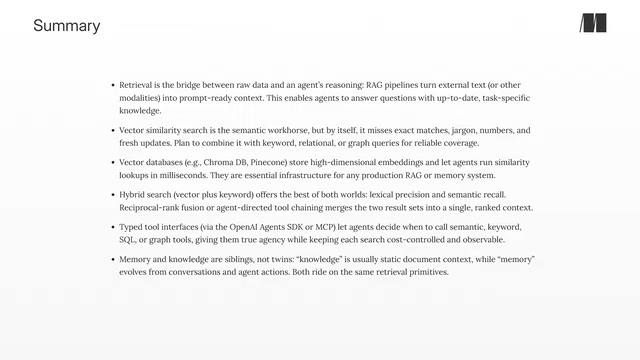 Summary
• Retrieval is the bridge between raw data and an agent's reasoning: RAG pipelines turn external text (or other
modalities) into prompt-ready context. This enables agents to answer questions with up-to-date, task-specific
knowledge.
• Vector similarity search is the semantic workhorse, but by itself, it misses exact matches, jargon, numbers, and
fresh updates. Plan to combine it with keyword, relational, or graph queries for reliable coverage.
• Vector databases (e.g., Chroma DB, Pinecone) store high-dimensional embeddings and let agents run similarity
lookups in milliseconds. They are essential infrastructure for any production RAG or memory system.
• Hybrid search (vector plus keyword) offers the best of both worlds: lexical precision and semantic recall.
Reciprocal-rank fusion or agent-directed tool chaining merges the two result sets into a single, ranked context.
• Typed tool interfaces (via the OpenAI Agents SDK or MCP) let agents decide when to call semantic, keyword,
SQL, or graph tools, giving them true agency while keeping each search cost-controlled and observable.
• Memory and knowledge are siblings, not twins: “knowledge” is usually static document context, while “memory”
evolves from conversations and agent actions. Both ride on the same retrieval primitives.